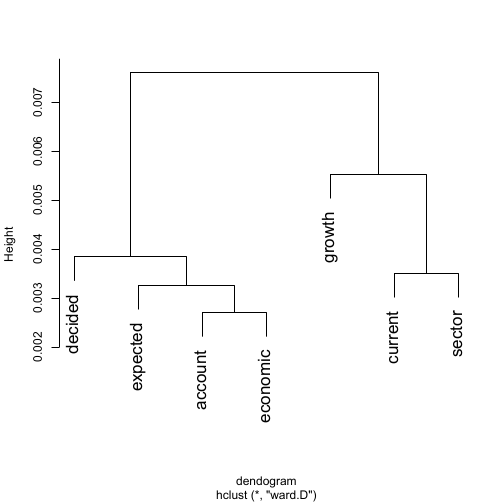 Height
0.002
0.003
0.004
0.005
0.006
0.007
decided
expected
account
economic
growth
current
sector
dendogram
hclust (*, "ward.D")